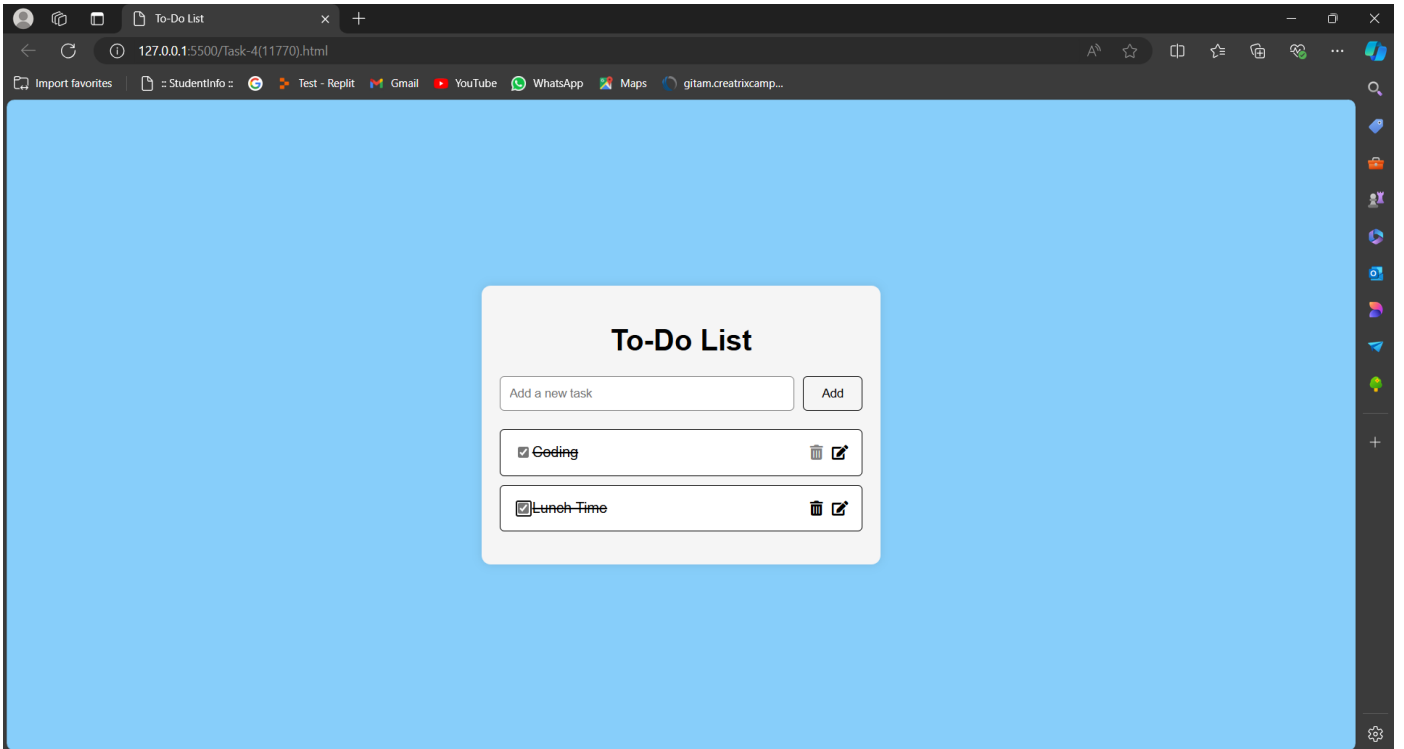 To-Do List
127.0.0.1:5500/Task-4(11770).html
Import favorites :: StudentInfo :: Test - Replit Gmail YouTube WhatsApp Maps gitam.creatrixcamp...
To-Do List
Add a new task Add
Coding
Lunch Time